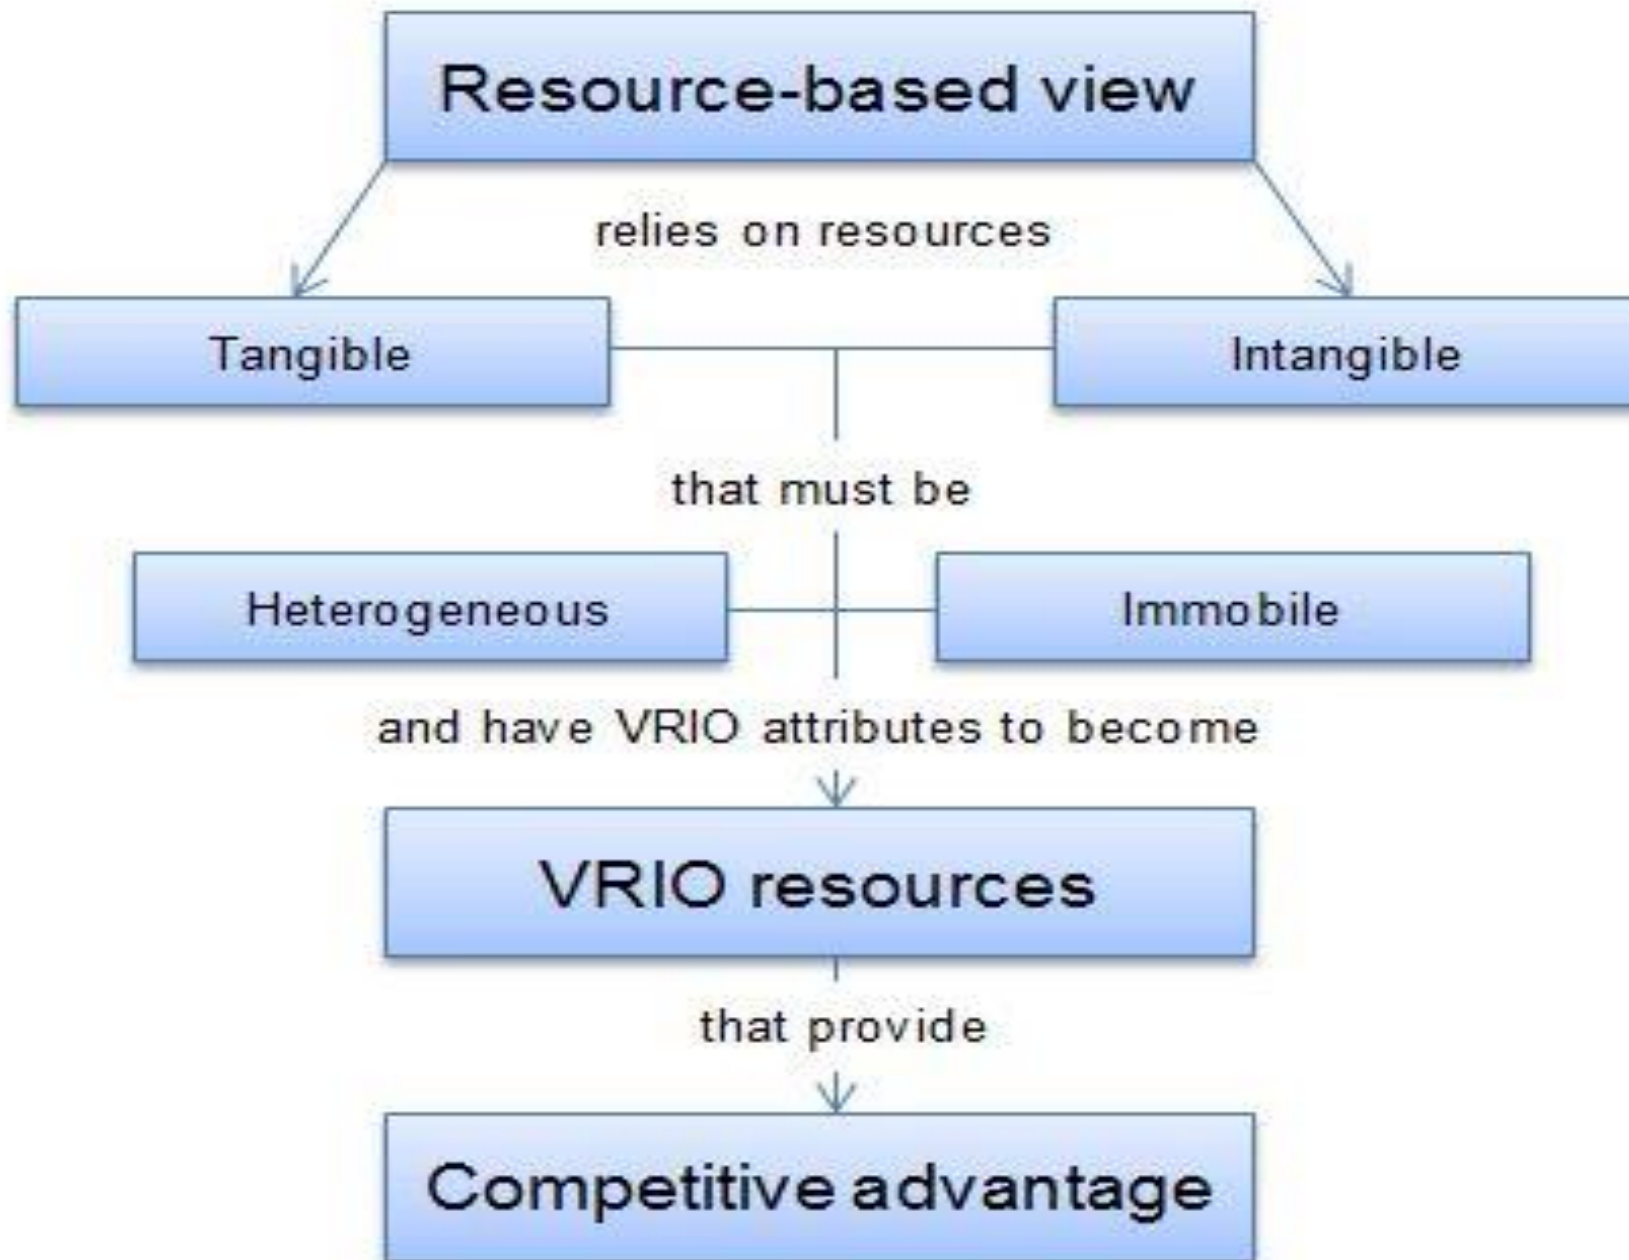 Resource-based view
relies on resources
Tangible
Intangible
that must be
Heterogeneous
Immobile
and have VRIO attributes to become
VRIO resources
that provide
Competitive advantage